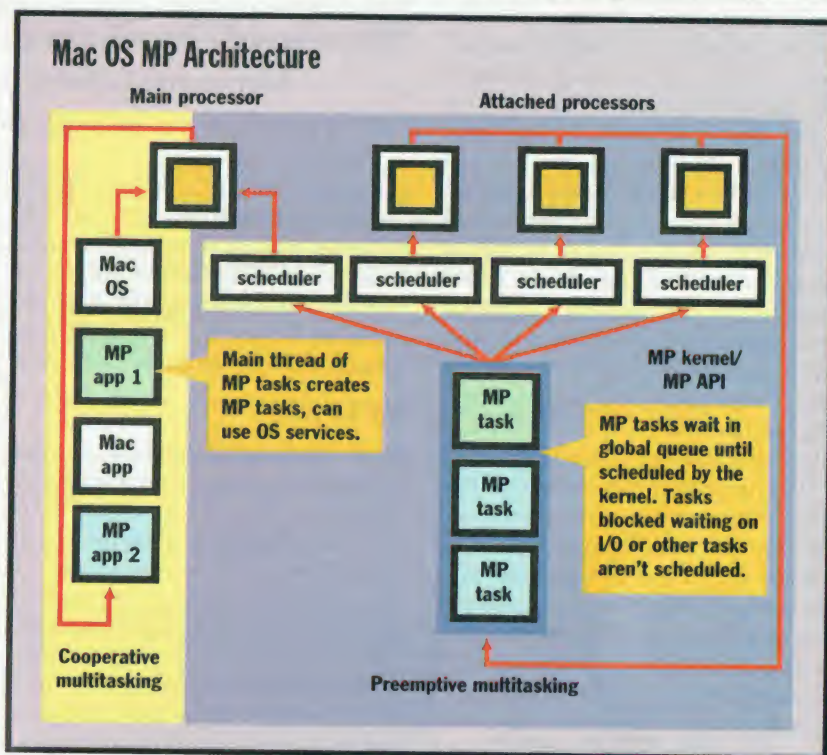 Mac OS MP Architecture
Main processor
Attached processors
Mac
OS
scheduler
scheduler
scheduler
scheduler
MP
app 1
Main thread of
MP tasks creates
MP tasks, can
use OS services.
Mac
app
MP
app 2
MP
task
MP
task
MP
task
MP kernel/
MP API
MP tasks wait in
global queue until
scheduled by the
kernel. Tasks
blocked waiting on
I/O or other tasks
aren't scheduled.
Cooperative
multitasking
Preemptive multitasking